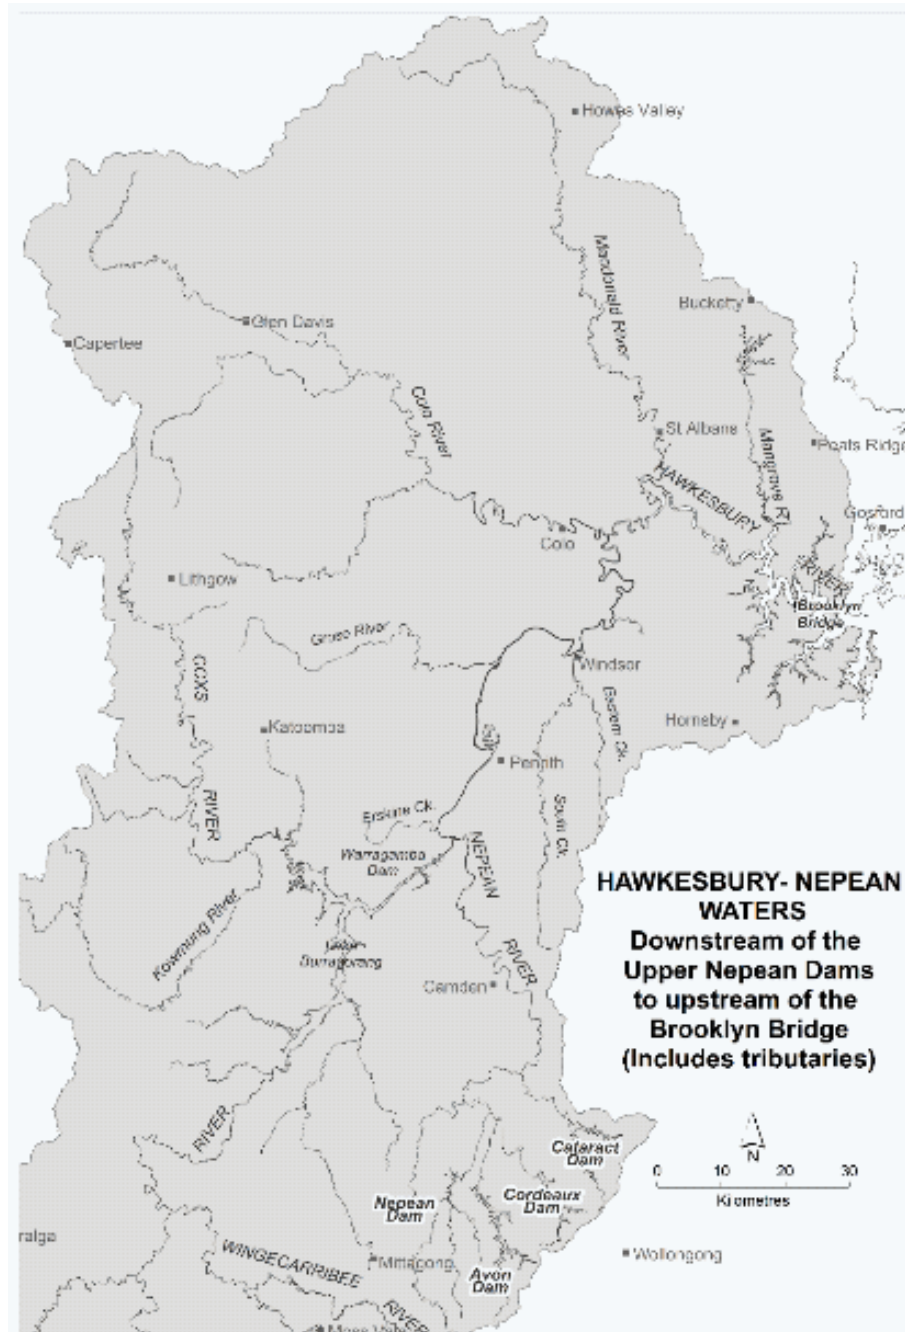 Howes Valley
Macdonald River
Bucketty
Glen Davis
Capertee
Colo River
St Albans
Mangrove R.
Peats Ridge
HAWKESBURY
Gosford
Colo
RIVER
Lithgow
Brooklyn
Bridge
Grose River
Windsor
COXS
Eastern Ck.
Katoomba
Hornsby
Penrith
RIVER
Erskine Ck.
South Ck.
Warragamba
Dam
NEPEAN
HAWKESBURY- NEPEAN
WATERS
Downstream of the
Upper Nepean Dams
to upstream of the
Brooklyn Bridge
(Includes tributaries)
Kowmung River
RIVER
Lake
Burragorang
Camden
RIVER
N
0 10 20 30
Kilometres
Cataract
Dam
Cordeaux
Dam
Nepean
Dam
ralga
WINGECARRIBEE
Mittagong
Wollongong
Avon
Dam
RIVER